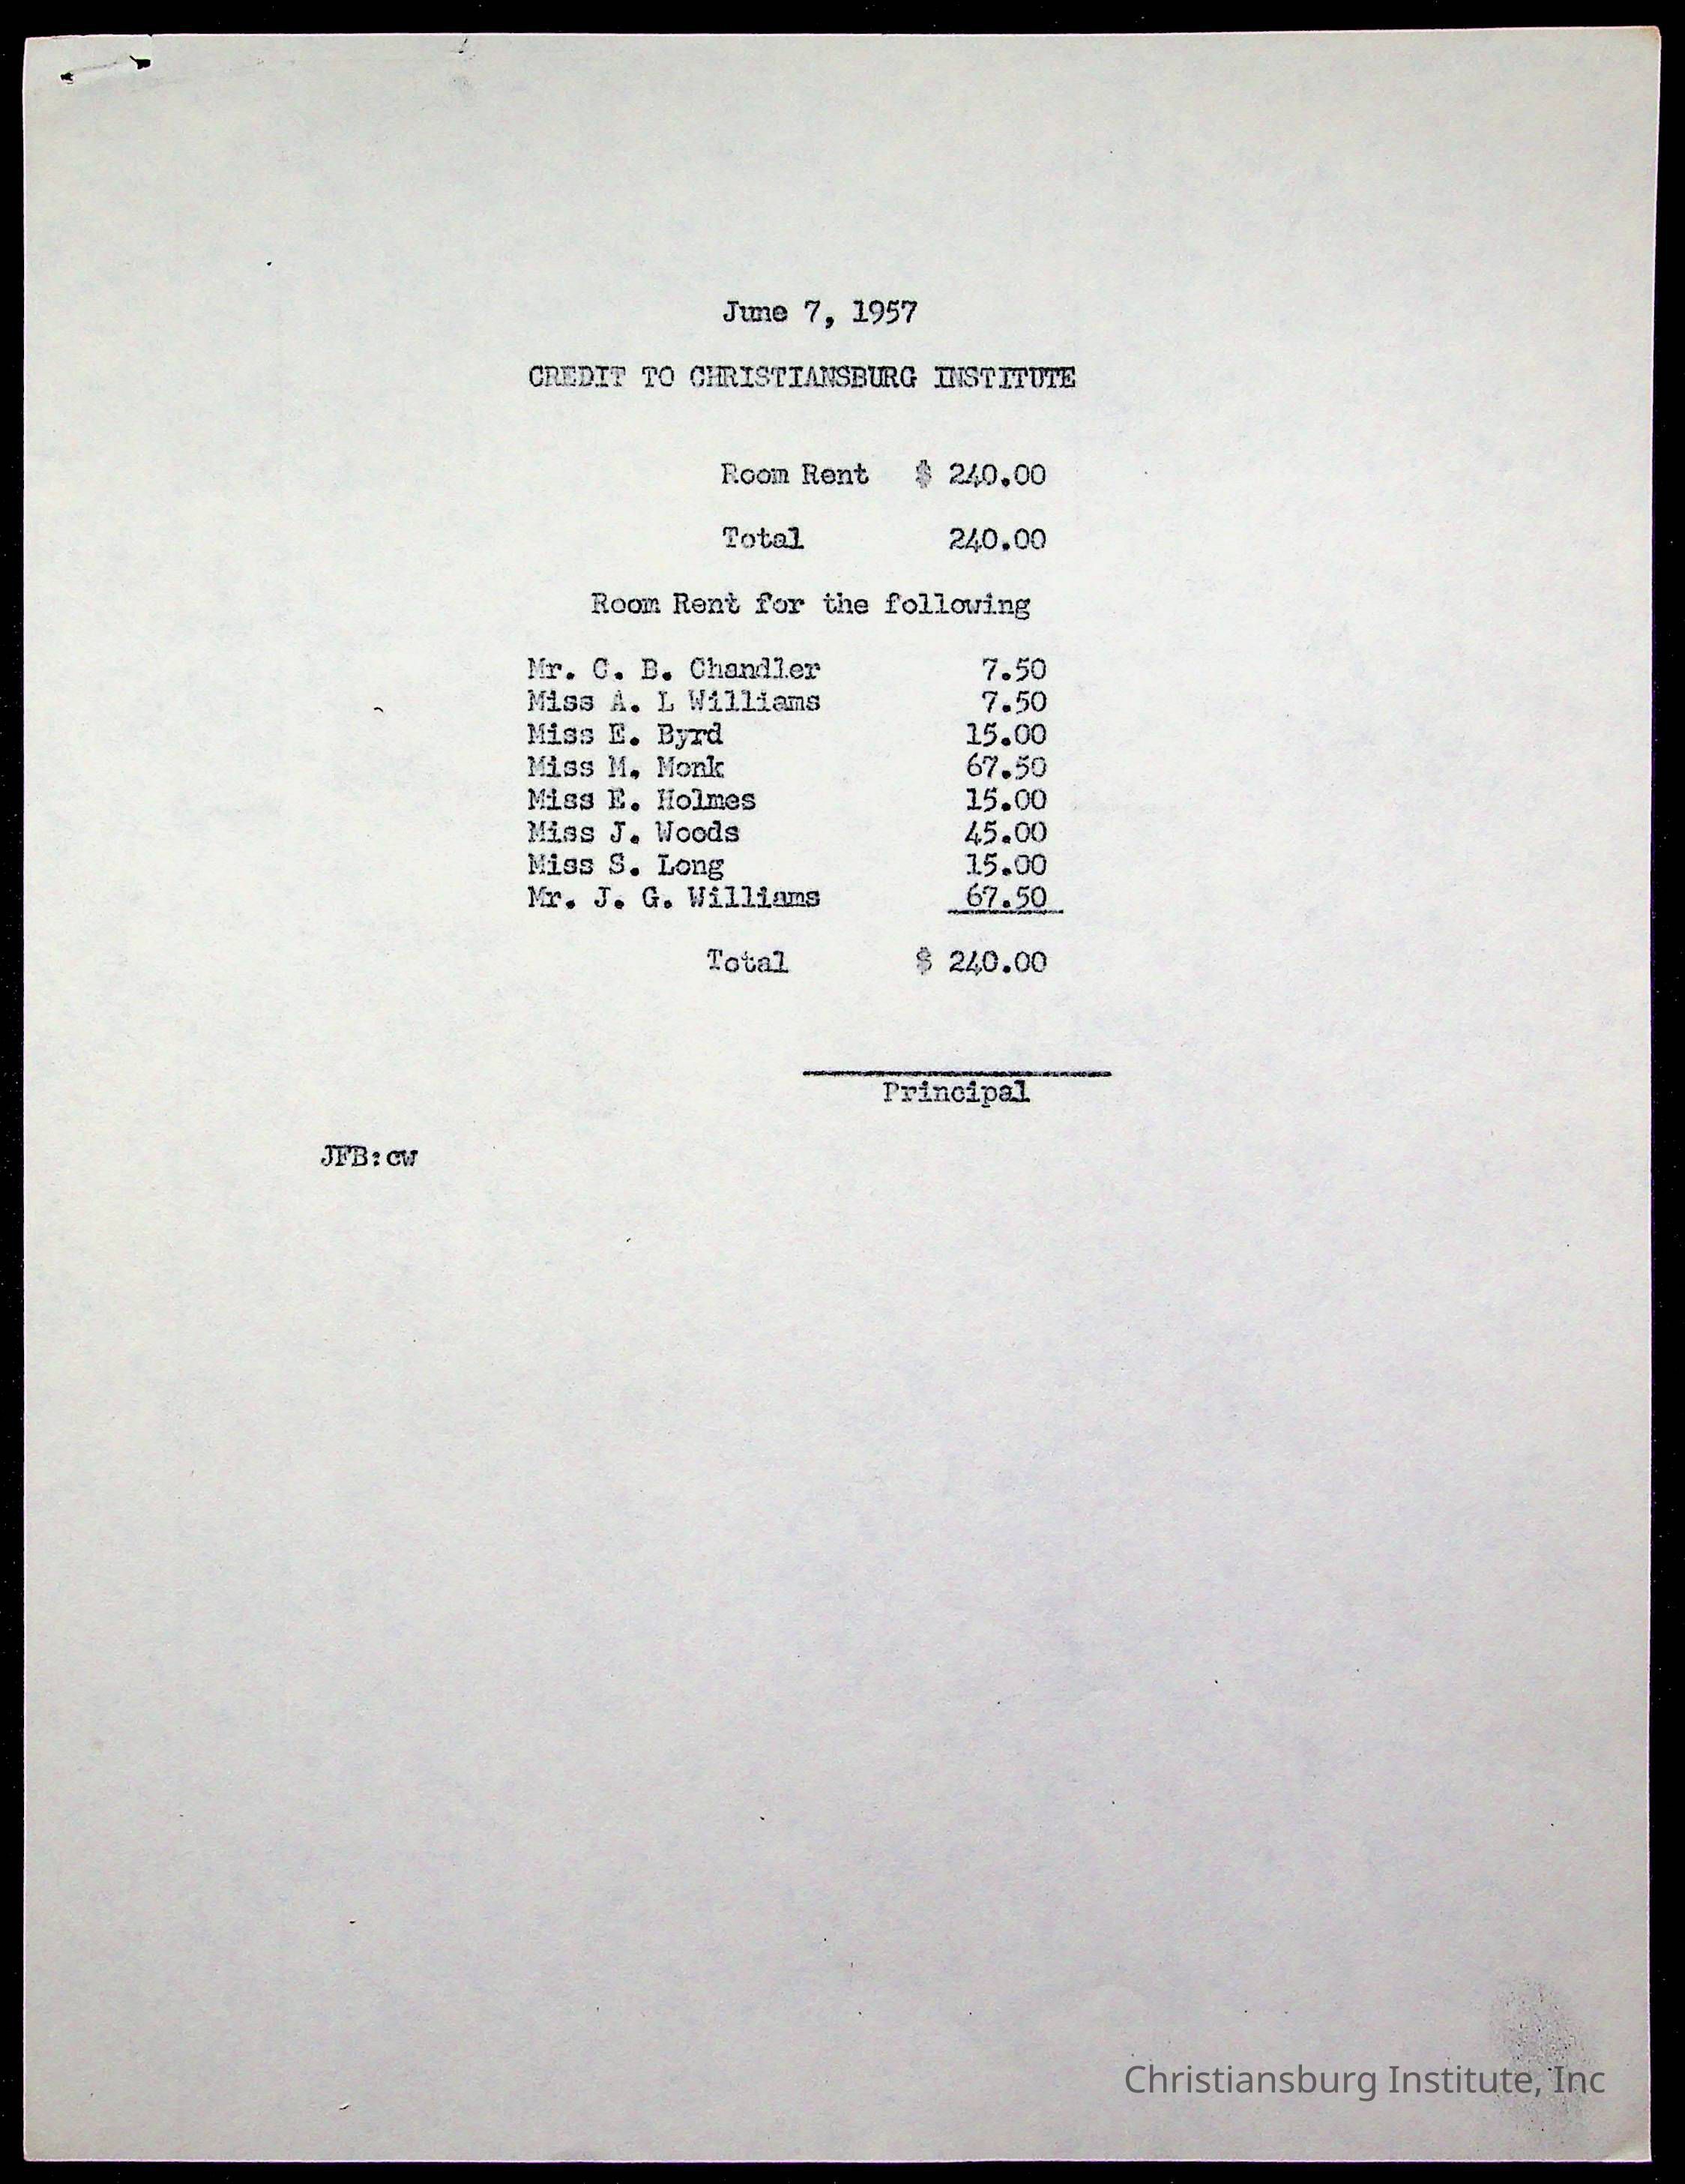 June 7, 1957
CREDIT TO CHRISTIANSBURG INSTITUTE
Room Rent $ 240.00
Total 240.00
Room Rent for the following
Mr. C. B. Chandler 7.50
Miss A. L Williams 7.50
Miss E. Byrd 15.00
Miss M. Monk 67.50
Miss E. Holmes 15.00
Miss J. Woods 45.00
Miss S. Long 15.00
Mr. J. G. Williams 67.50
Total $ 240.00
Principal
JFB:cw
Christiansburg Institute, Inc